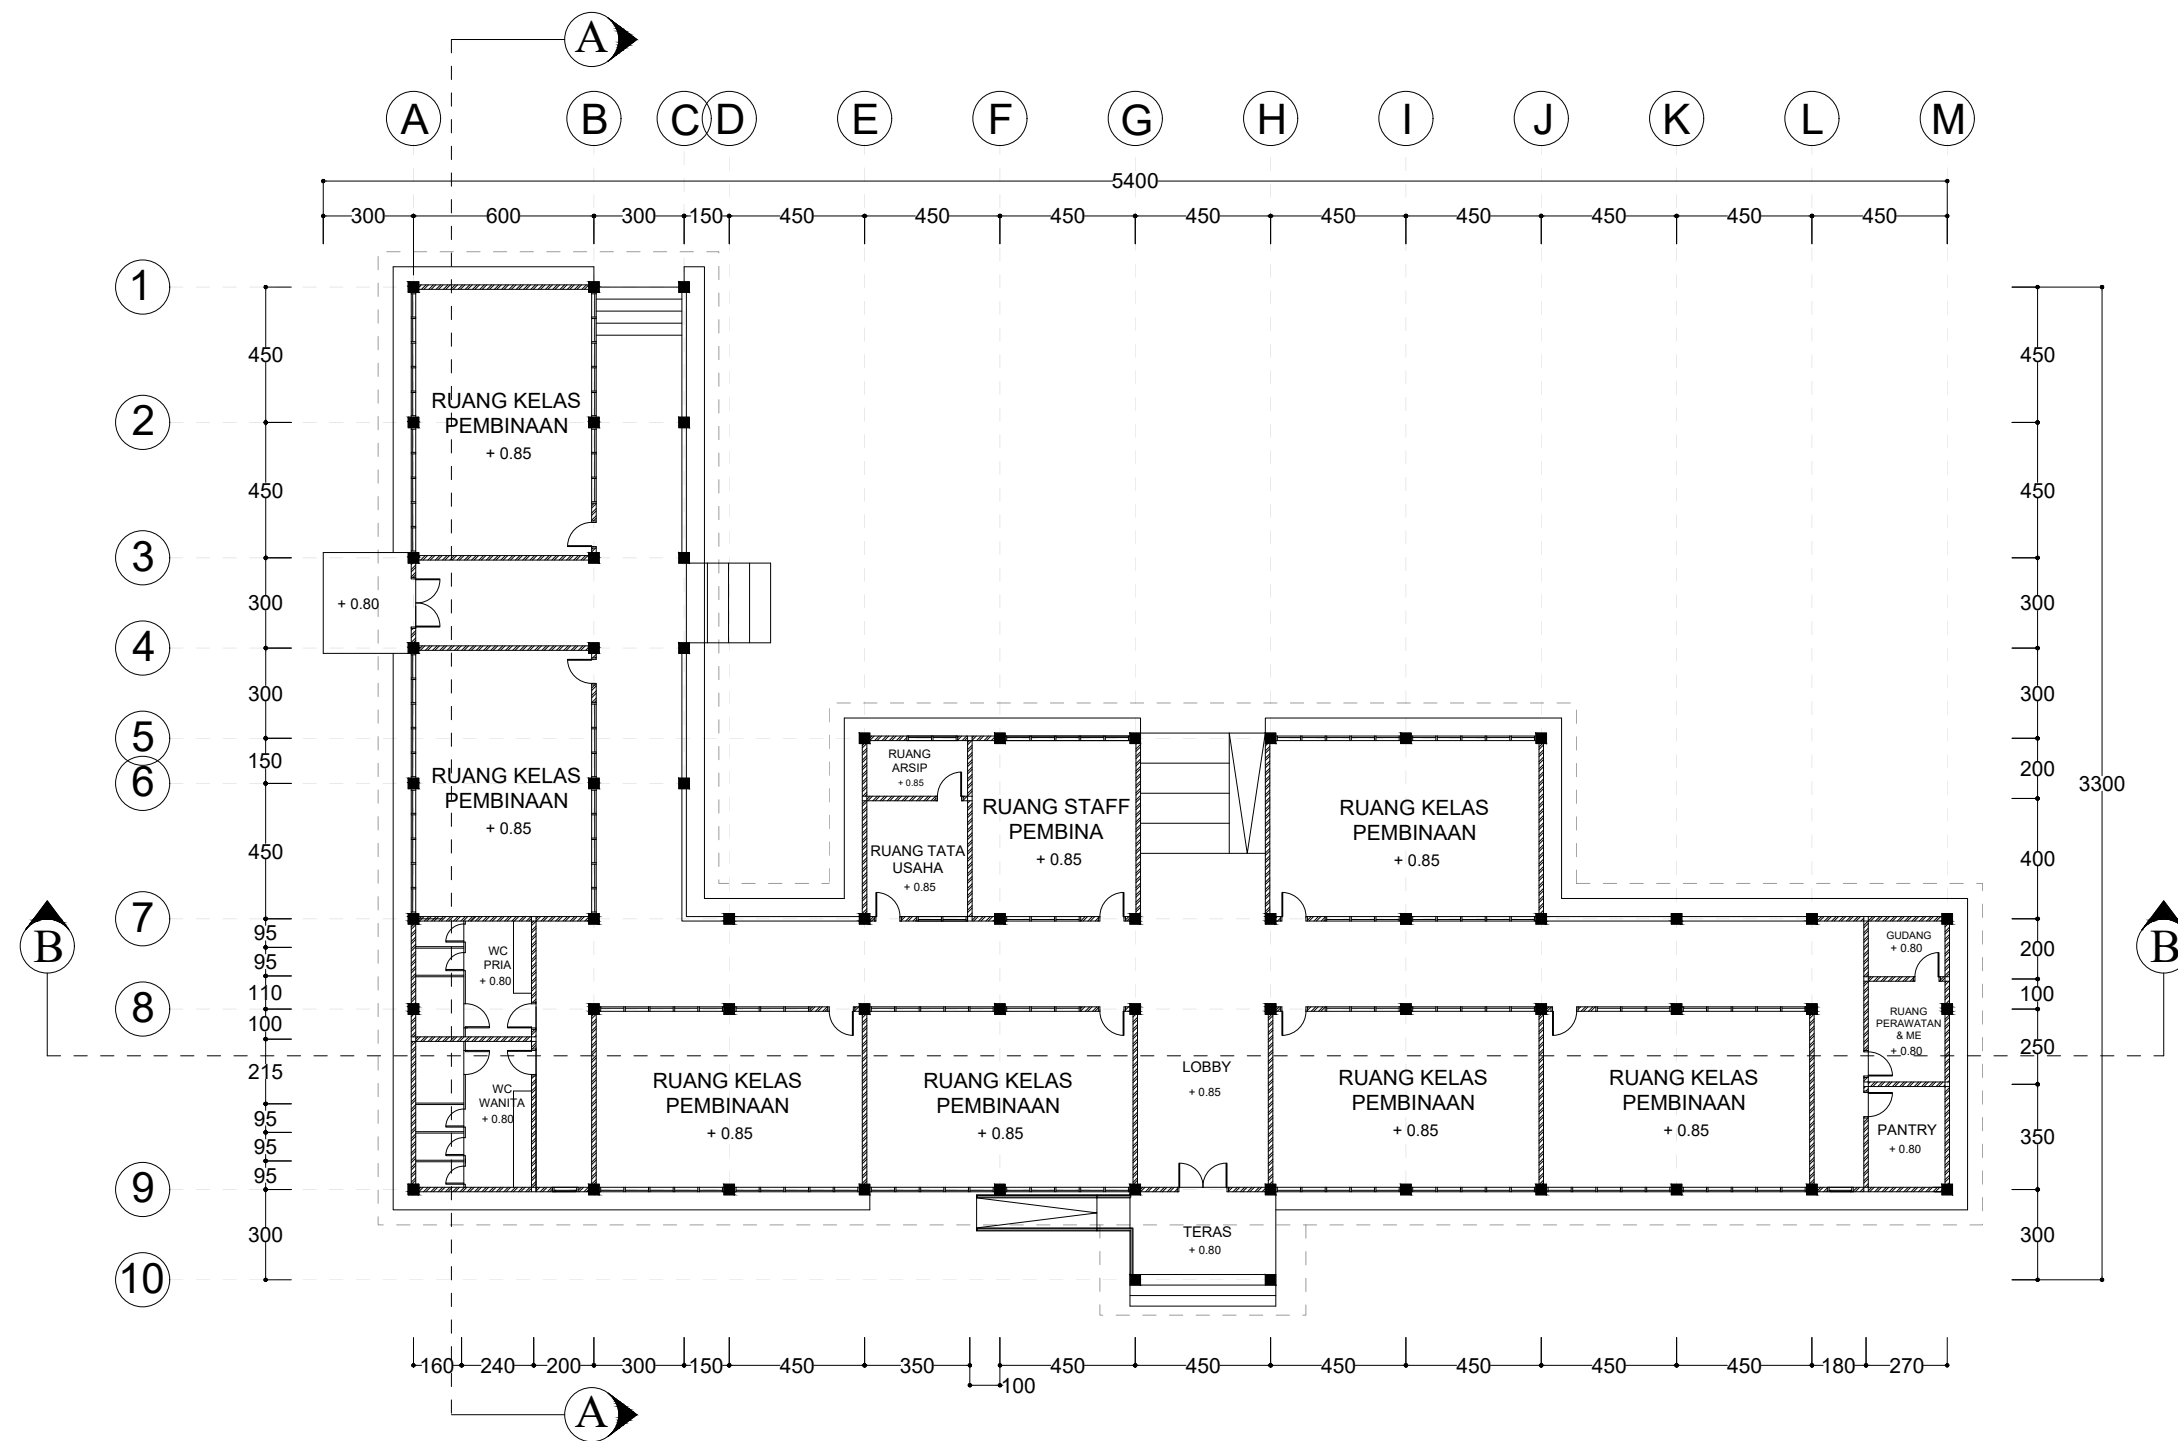 A
A B C D E F G H I J K L M
5400
300 600 300 150 450 450 450 450 450 450 450 450 450
1
2
3
4
5
6
7
8
9
10
450
450
300
300
150
450
95
95
110
100
215
95
95
95
300
450
450
300
300
200
400
200
100
250
350
300
3300
RUANG KELAS
PEMBINAAN
+ 0.85
+ 0.80
RUANG KELAS
PEMBINAAN
+ 0.85
RUANG
ARSIP
+ 0.85
RUANG TATA
USAHA
+ 0.85
RUANG STAFF
PEMBINA
+ 0.85
RUANG KELAS
PEMBINAAN
+ 0.85
B
B
WC
PRIA
+ 0.80
WC
WANITA
+ 0.80
RUANG KELAS
PEMBINAAN
+ 0.85
RUANG KELAS
PEMBINAAN
+ 0.85
LOBBY
+ 0.85
RUANG KELAS
PEMBINAAN
+ 0.85
RUANG KELAS
PEMBINAAN
+ 0.85
GUDANG
+ 0.80
RUANG
PERAWATAN
& ME
+ 0.80
PANTRY
+ 0.80
TERAS
+ 0.80
160 240 200 300 150 450 350 450 450 450 450 450 450 180 270
100
A